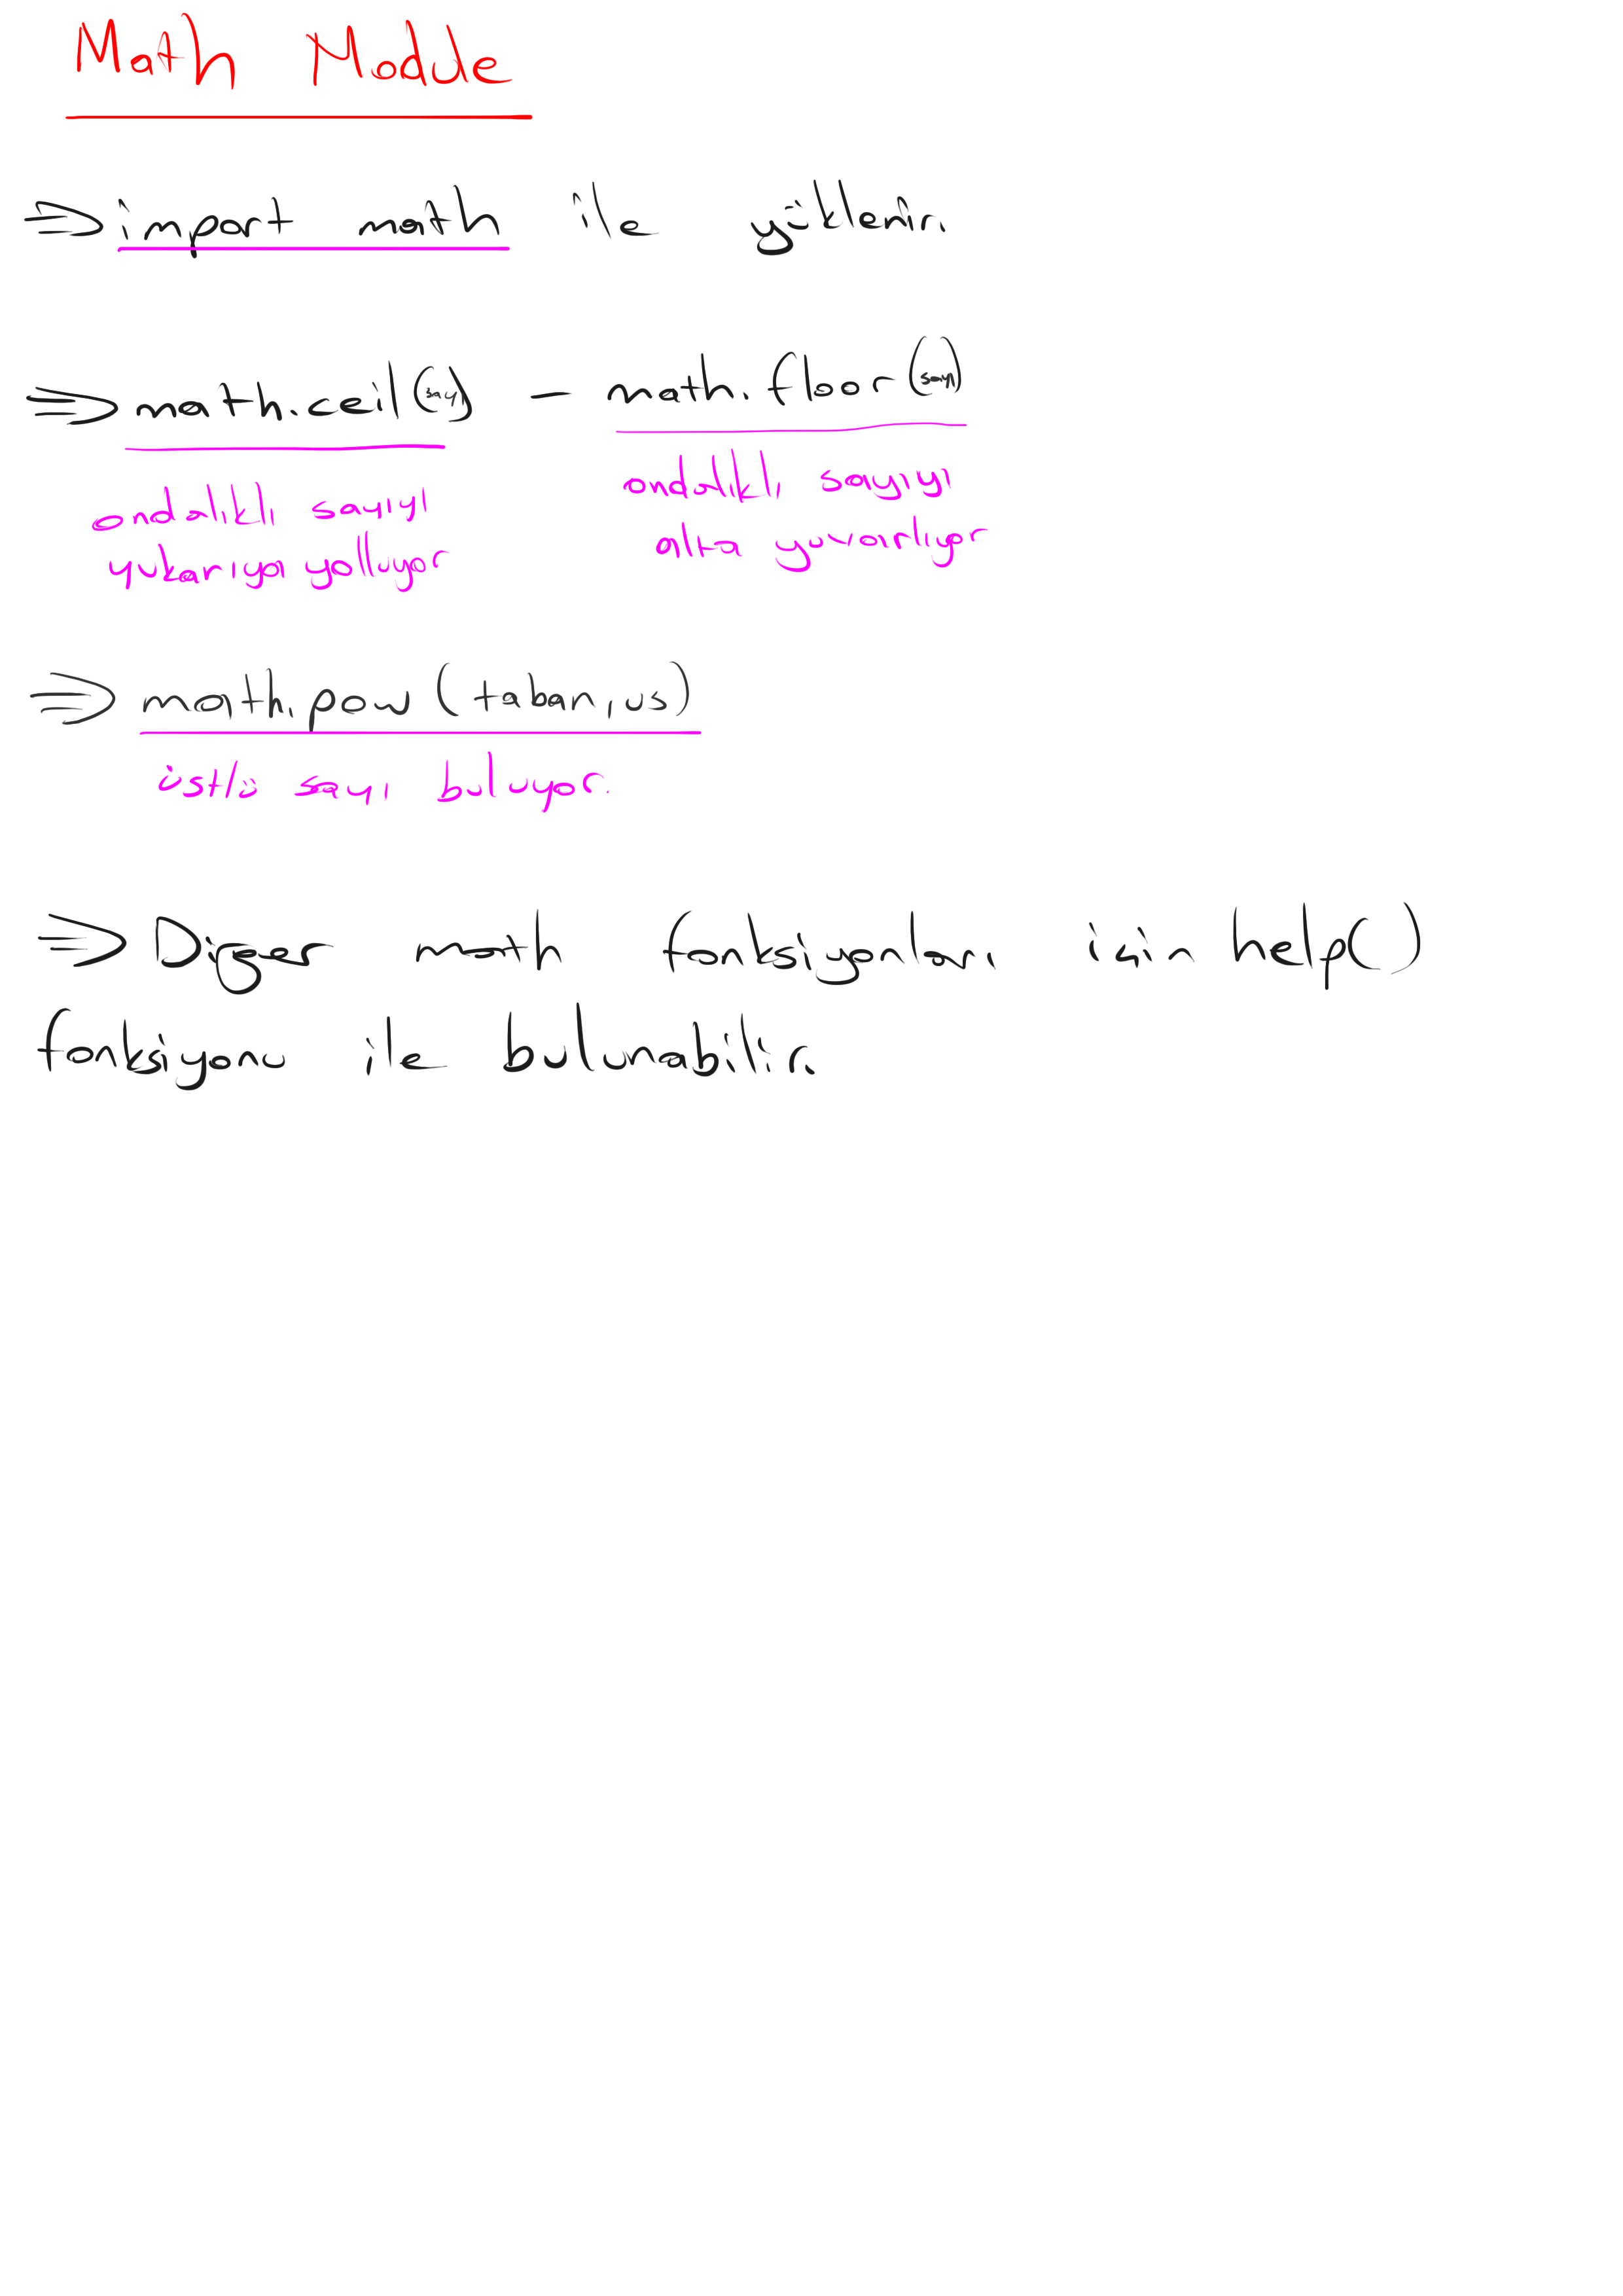 Math Module
⇒ import math ile yüklenir.
⇒ math.ceil(sayı) — math.floor(sayı)
ondalıklı sayıyı
yukarıya yolluyor
ondalıklı sayıyı
alta yuvarlıyor
⇒ math.pow(taban, üs)
üstlü sayı buluyor.
⇒ Diğer math fonksiyonları için help()
fonksiyonu ile bulunabilir.